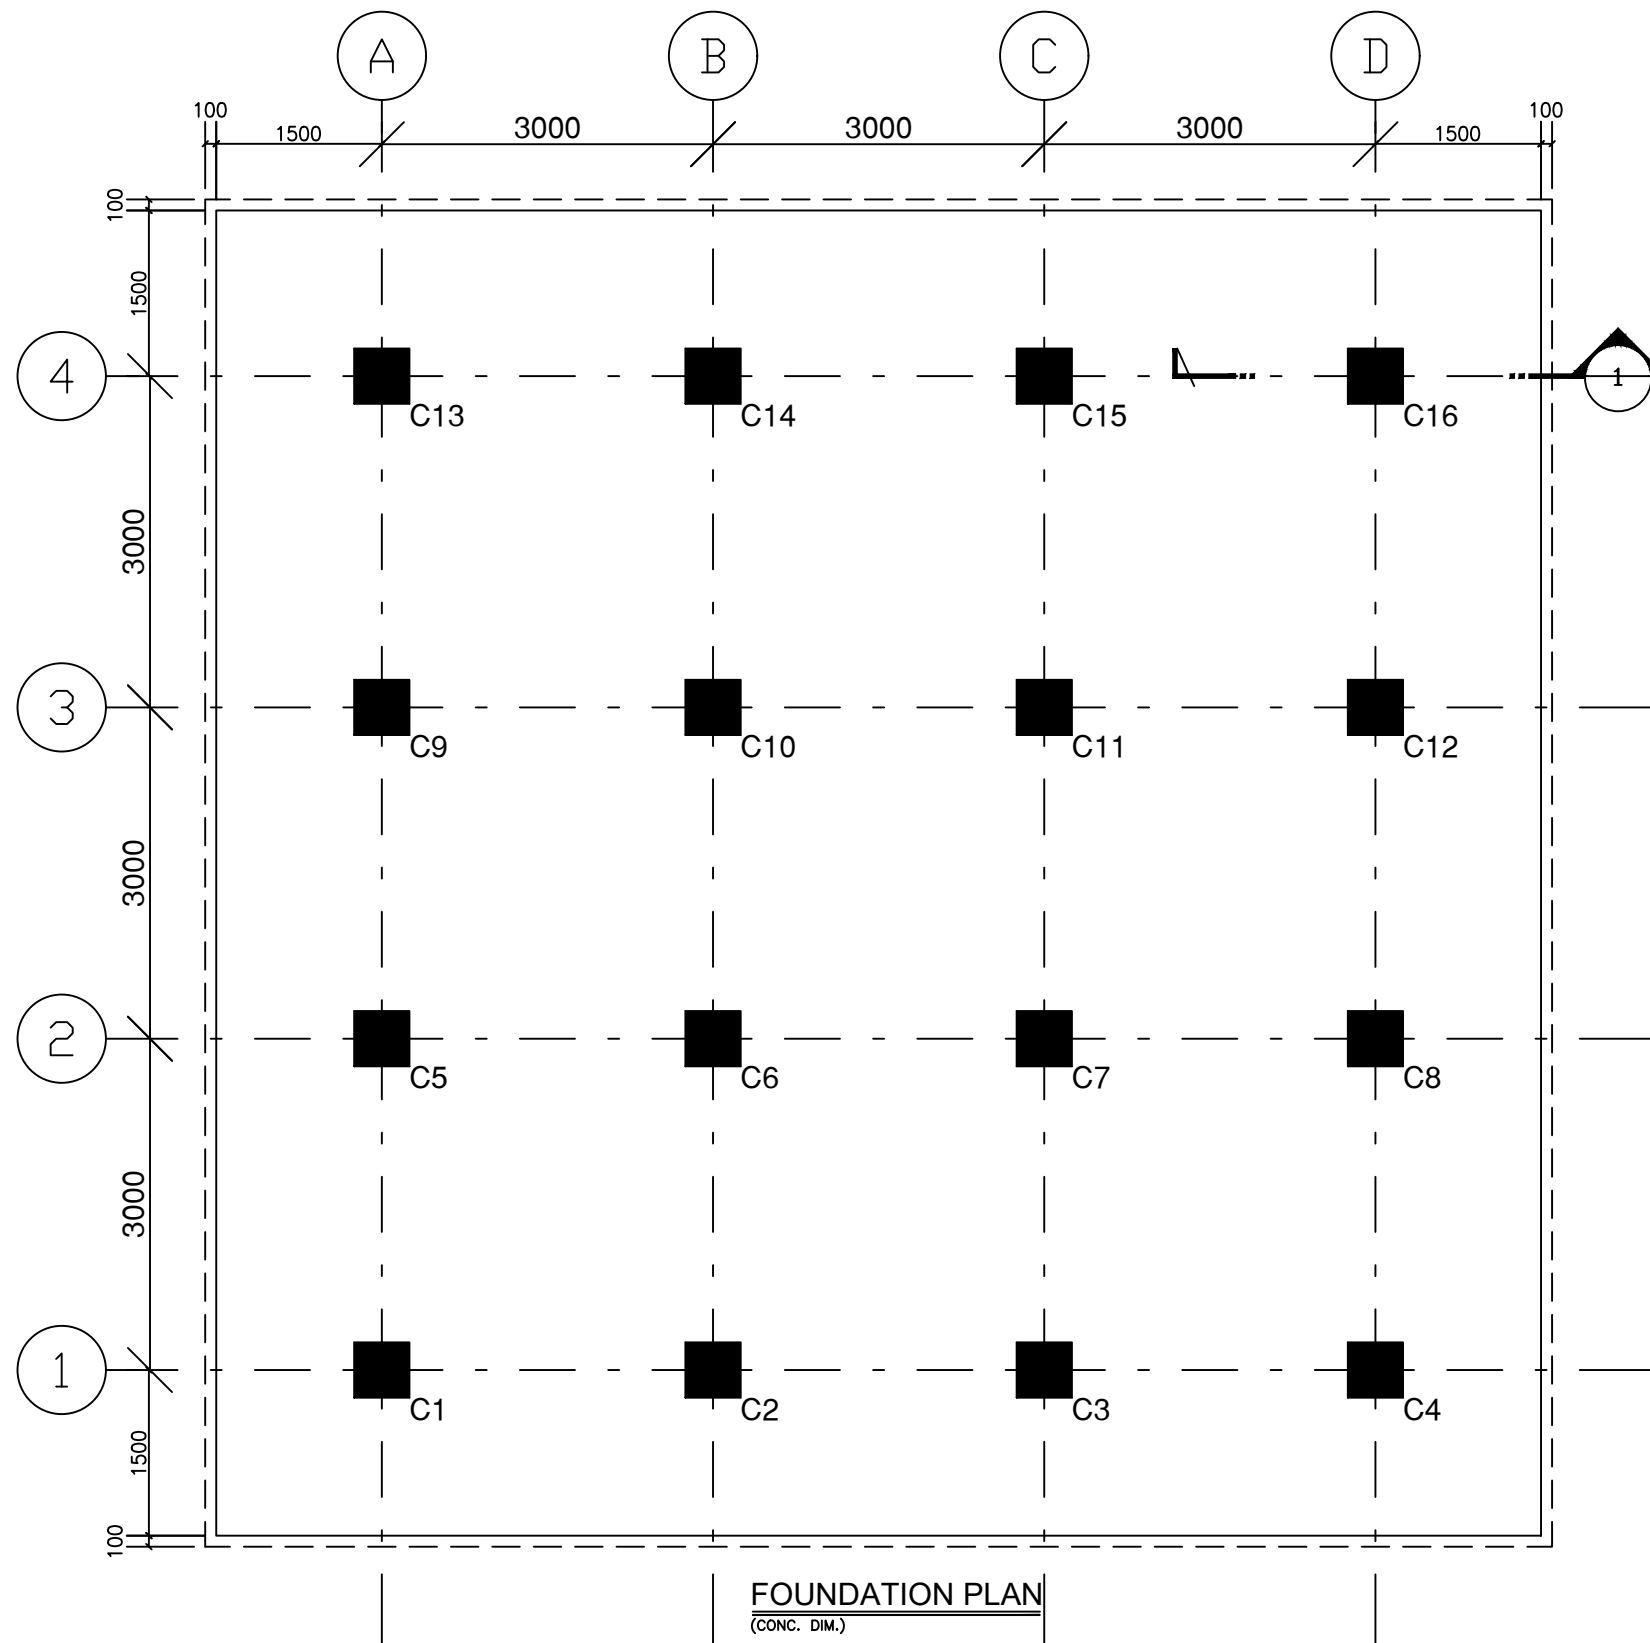 A B C D
100 1500 3000 3000 3000 1500 100
100
1500
4
C13 C14 C15 C16
1
3000
3
C9 C10 C11 C12
3000
2
C5 C6 C7 C8
3000
1
C1 C2 C3 C4
1500
100
FOUNDATION PLAN
(CONC. DIM.)